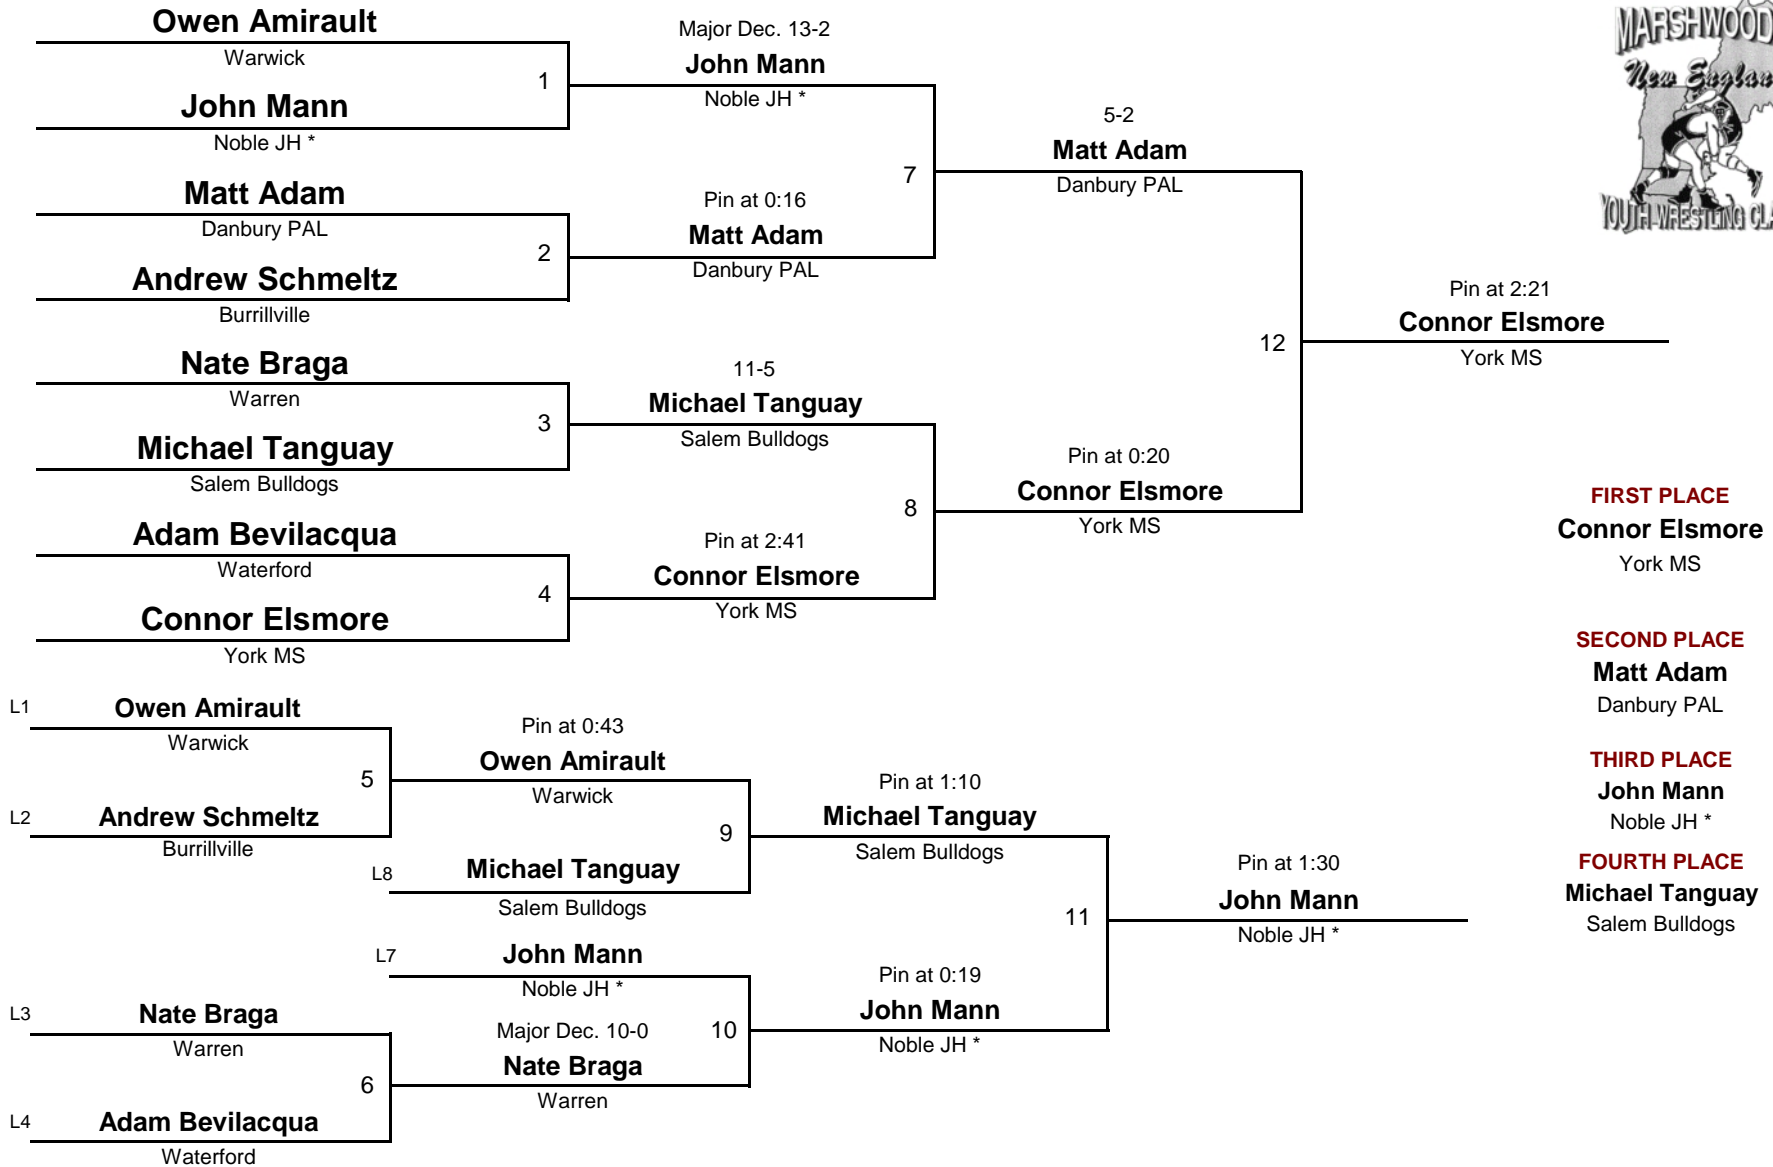 Owen Amirault
Warwick
1
John Mann
Noble JH *
Matt Adam
Danbury PAL
2
Andrew Schmeltz
Burrillville
Nate Braga
Warren
3
Michael Tanguay
Salem Bulldogs
Adam Bevilacqua
Waterford
4
Connor Elsmore
York MS
Major Dec. 13-2
John Mann
Noble JH *
7
Pin at 0:16
Matt Adam
Danbury PAL
11-5
Michael Tanguay
Salem Bulldogs
8
Pin at 2:41
Connor Elsmore
York MS
5-2
Matt Adam
Danbury PAL
12
Pin at 0:20
Connor Elsmore
York MS
Pin at 2:21
Connor Elsmore
York MS
MARSHWOOD
New Englan
YOUTH WRESTLING CLA
FIRST PLACE
Connor Elsmore
York MS
SECOND PLACE
Matt Adam
Danbury PAL
THIRD PLACE
John Mann
Noble JH *
FOURTH PLACE
Michael Tanguay
Salem Bulldogs
L1 Owen Amirault
Warwick
5
L2 Andrew Schmeltz
Burrillville
Pin at 0:43
Owen Amirault
Warwick
9
L8 Michael Tanguay
Salem Bulldogs
L7 John Mann
Noble JH *
10
Major Dec. 10-0
Nate Braga
Warren
L3 Nate Braga
Warren
6
L4 Adam Bevilacqua
Waterford
Pin at 1:10
Michael Tanguay
Salem Bulldogs
11
Pin at 0:19
John Mann
Noble JH *
Pin at 1:30
John Mann
Noble JH *